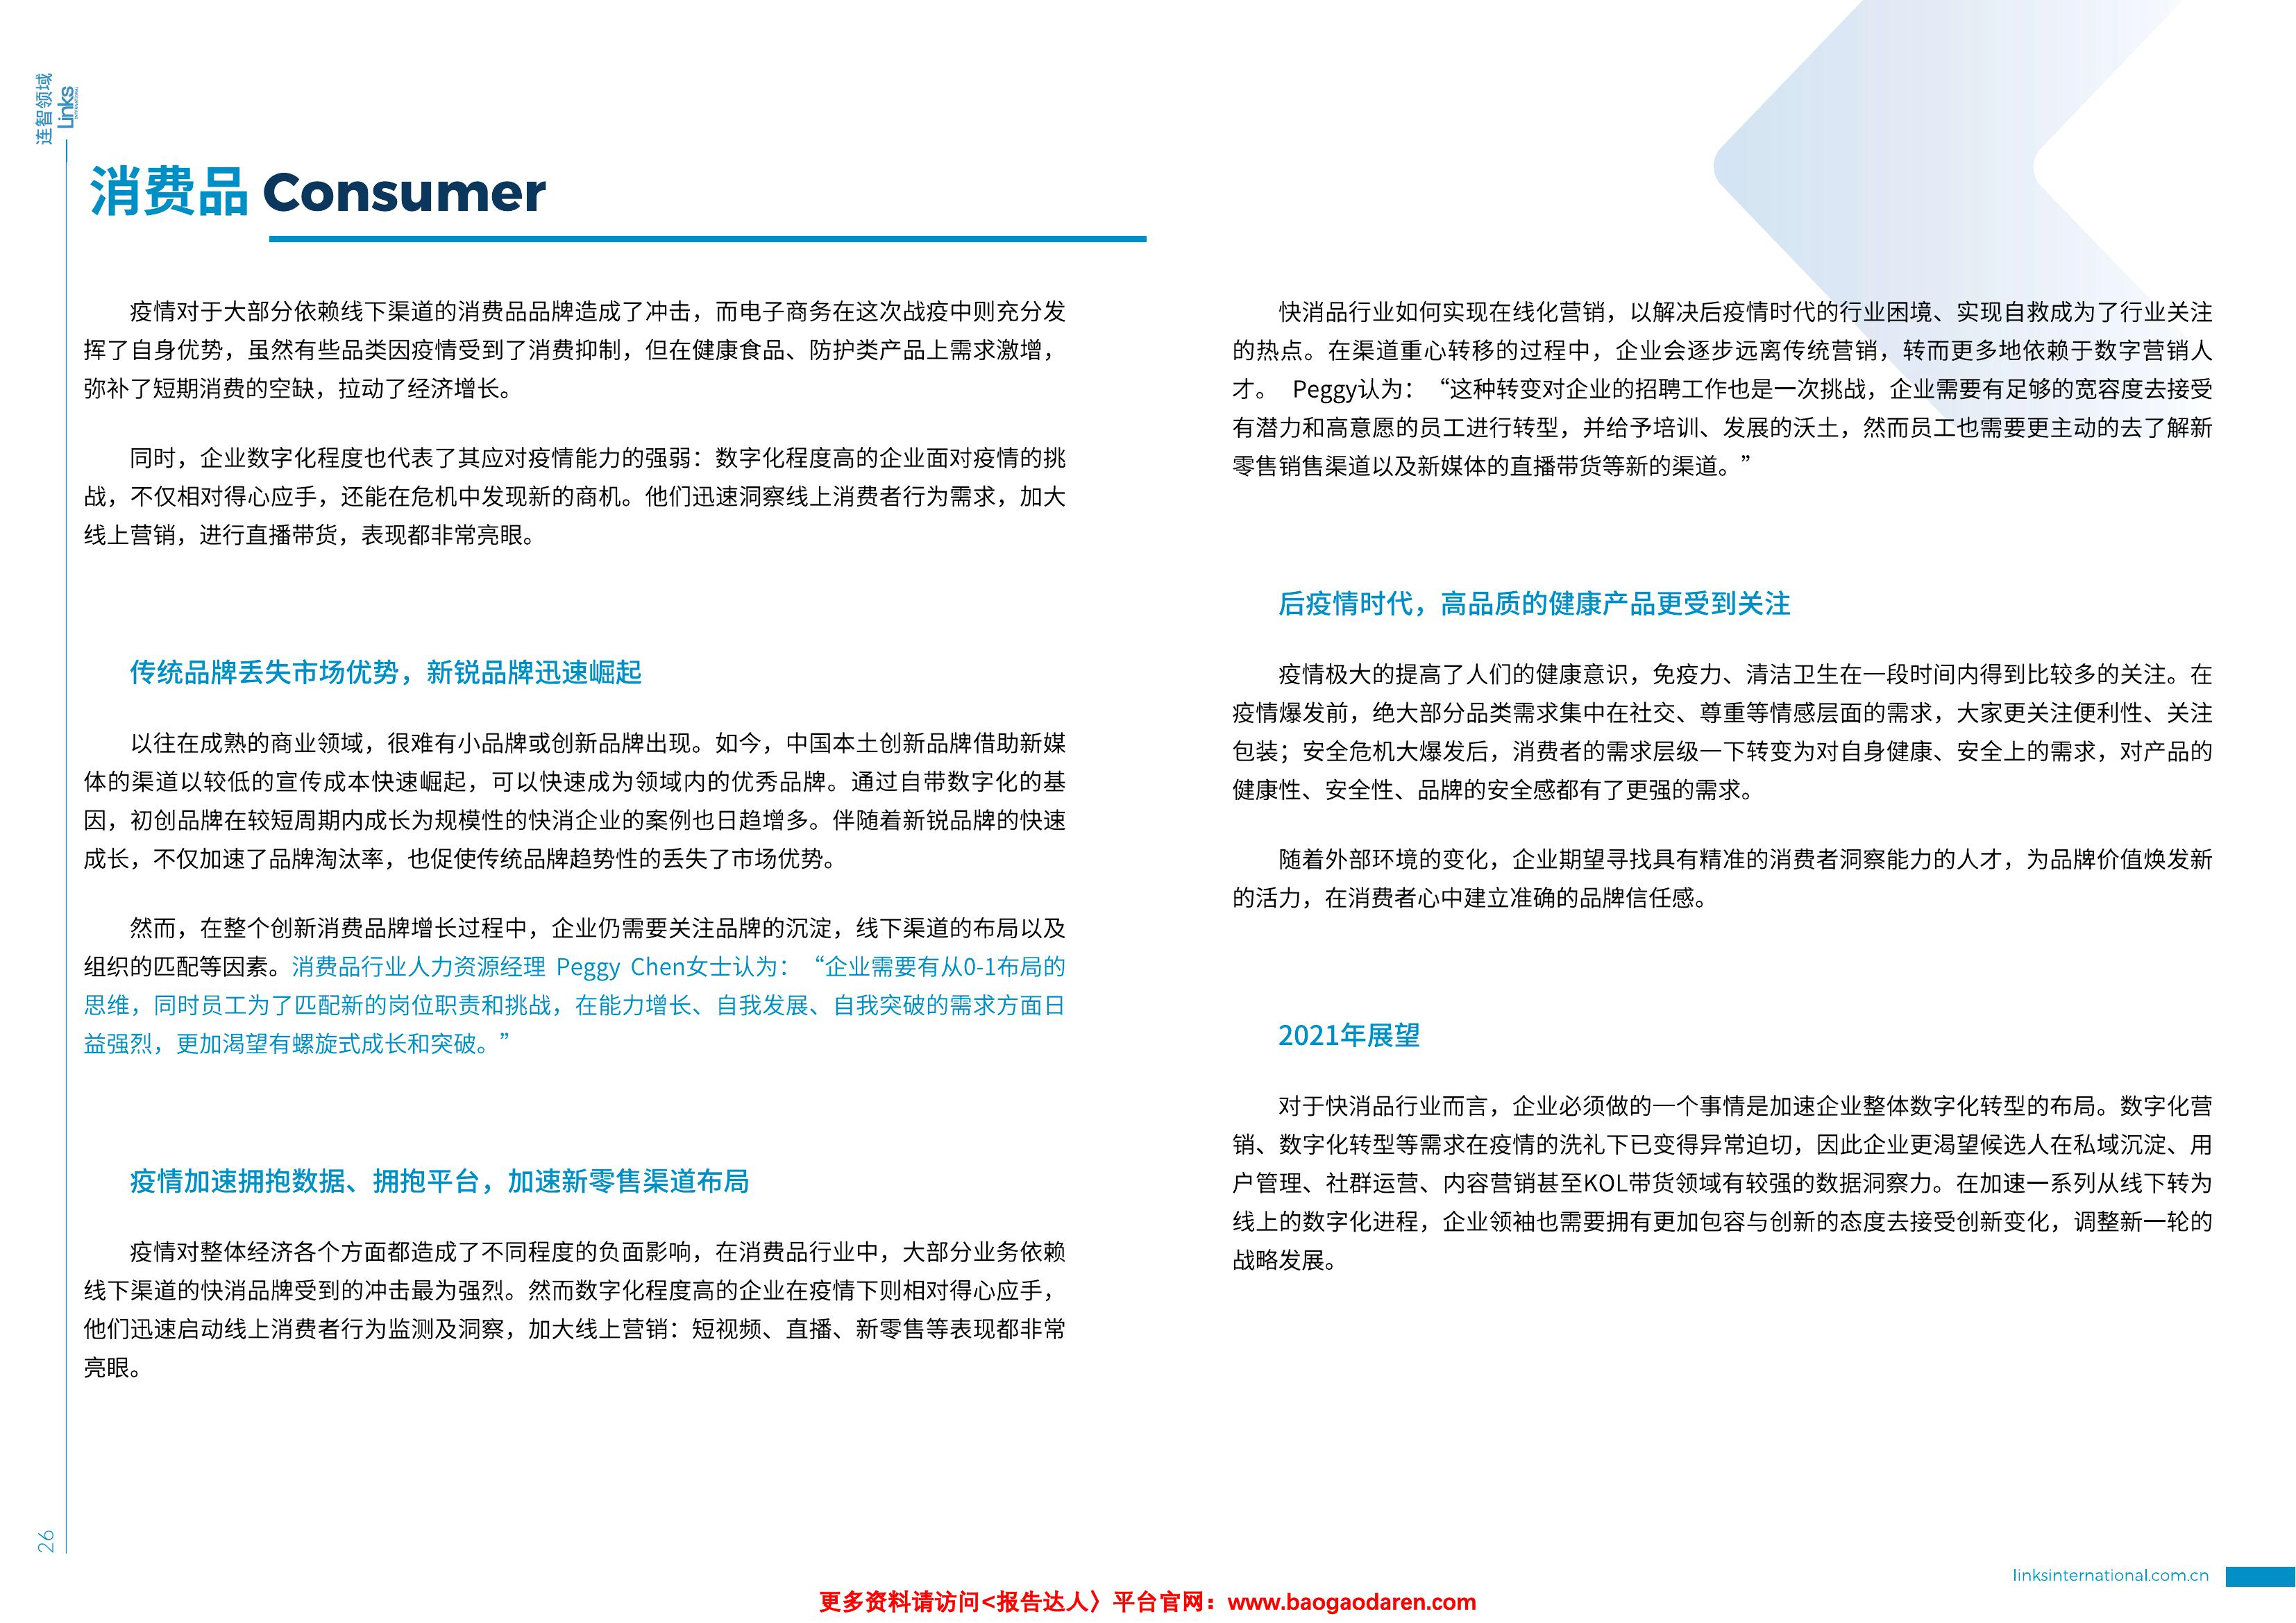 连智领域
Links
消费品 Consumer
疫情对于大部分依赖线下渠道的消费品品牌造成了冲击，而电子商务在这次战疫中则充分发
挥了自身优势，虽然有些品类因疫情受到了消费抑制，但在健康食品、防护类产品上需求激增，
弥补了短期消费的空缺，拉动了经济增长。
同时，企业数字化程度也代表了其应对疫情能力的强弱：数字化程度高的企业面对疫情的挑
战，不仅相对得心应手，还能在危机中发现新的商机。他们迅速洞察线上消费者行为需求，加大
线上营销，进行直播带货，表现都非常亮眼。
传统品牌丢失市场优势，新锐品牌迅速崛起
以往在成熟的商业领域，很难有小品牌或创新品牌出现。如今，中国本土创新品牌借助新媒
体的渠道以较低的宣传成本快速崛起，可以快速成为领域内的优秀品牌。通过自带数字化的基
因，初创品牌在较短周期内成长为规模性的快消企业的案例也日趋增多。伴随着新锐品牌的快速
成长，不仅加速了品牌淘汰率，也促使传统品牌趋势性的丢失了市场优势。
然而，在整个创新消费品牌增长过程中，企业仍需要关注品牌的沉淀，线下渠道的布局以及
组织的匹配等因素。消费品行业人力资源经理 Peggy Chen女士认为：“企业需要有从0-1布局的
思维，同时员工为了匹配新的岗位职责和挑战，在能力增长、自我发展、自我突破的需求方面日
益强烈，更加渴望有螺旋式成长和突破。”
疫情加速拥抱数据、拥抱平台，加速新零售渠道布局
疫情对整体经济各个方面都造成了不同程度的负面影响，在消费品行业中，大部分业务依赖
线下渠道的快消品牌受到的冲击最为强烈。然而数字化程度高的企业在疫情下则相对得心应手，
他们迅速启动线上消费者行为监测及洞察，加大线上营销：短视频、直播、新零售等表现都非常
亮眼。
快消品行业如何实现在线化营销，以解决后疫情时代的行业困境、实现自救成为了行业关注
的热点。在渠道重心转移的过程中，企业会逐步远离传统营销，转而更多地依赖于数字营销人
才。 Peggy认为：“这种转变对企业的招聘工作也是一次挑战，企业需要有足够的宽容度去接受
有潜力和高意愿的员工进行转型，并给予培训、发展的沃土，然而员工也需要更主动的去了解新
零售销售渠道以及新媒体的直播带货等新的渠道。”
后疫情时代，高品质的健康产品更受到关注
疫情极大的提高了人们的健康意识，免疫力、清洁卫生在一段时间内得到比较多的关注。在
疫情爆发前，绝大部分品类需求集中在社交、尊重等情感层面的需求，大家更关注便利性、关注
包装；安全危机大爆发后，消费者的需求层级一下转变为对自身健康、安全上的需求，对产品的
健康性、安全性、品牌的安全感都有了更强的需求。
随着外部环境的变化，企业期望寻找具有精准的消费者洞察能力的人才，为品牌价值焕发新
的活力，在消费者心中建立准确的品牌信任感。
2021年展望
对于快消品行业而言，企业必须做的一个事情是加速企业整体数字化转型的布局。数字化营
销、数字化转型等需求在疫情的洗礼下已变得异常迫切，因此企业更渴望候选人在私域沉淀、用
户管理、社群运营、内容营销甚至KOL带货领域有较强的数据洞察力。在加速一系列从线下转为
线上的数字化进程，企业领袖也需要拥有更加包容与创新的态度去接受创新变化，调整新一轮的
战略发展。
26
linksinternational.com.cn
更多资料请访问<报告达人〉平台官网：www.baogaodaren.com